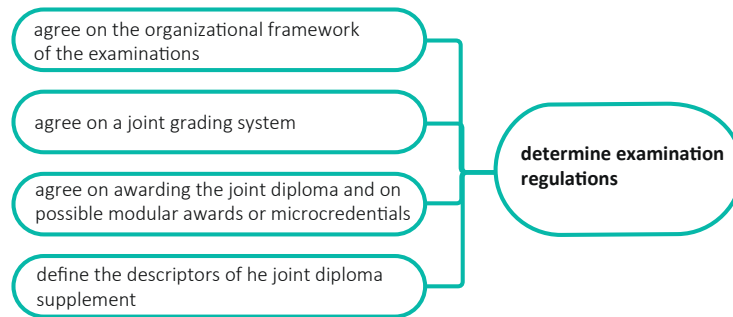 agree on the organizational framework
of the examinations
agree on a joint grading system
agree on awarding the joint diploma and on
possible modular awards or microcredentials
define the descriptors of he joint diploma
supplement
determine examination
regulations